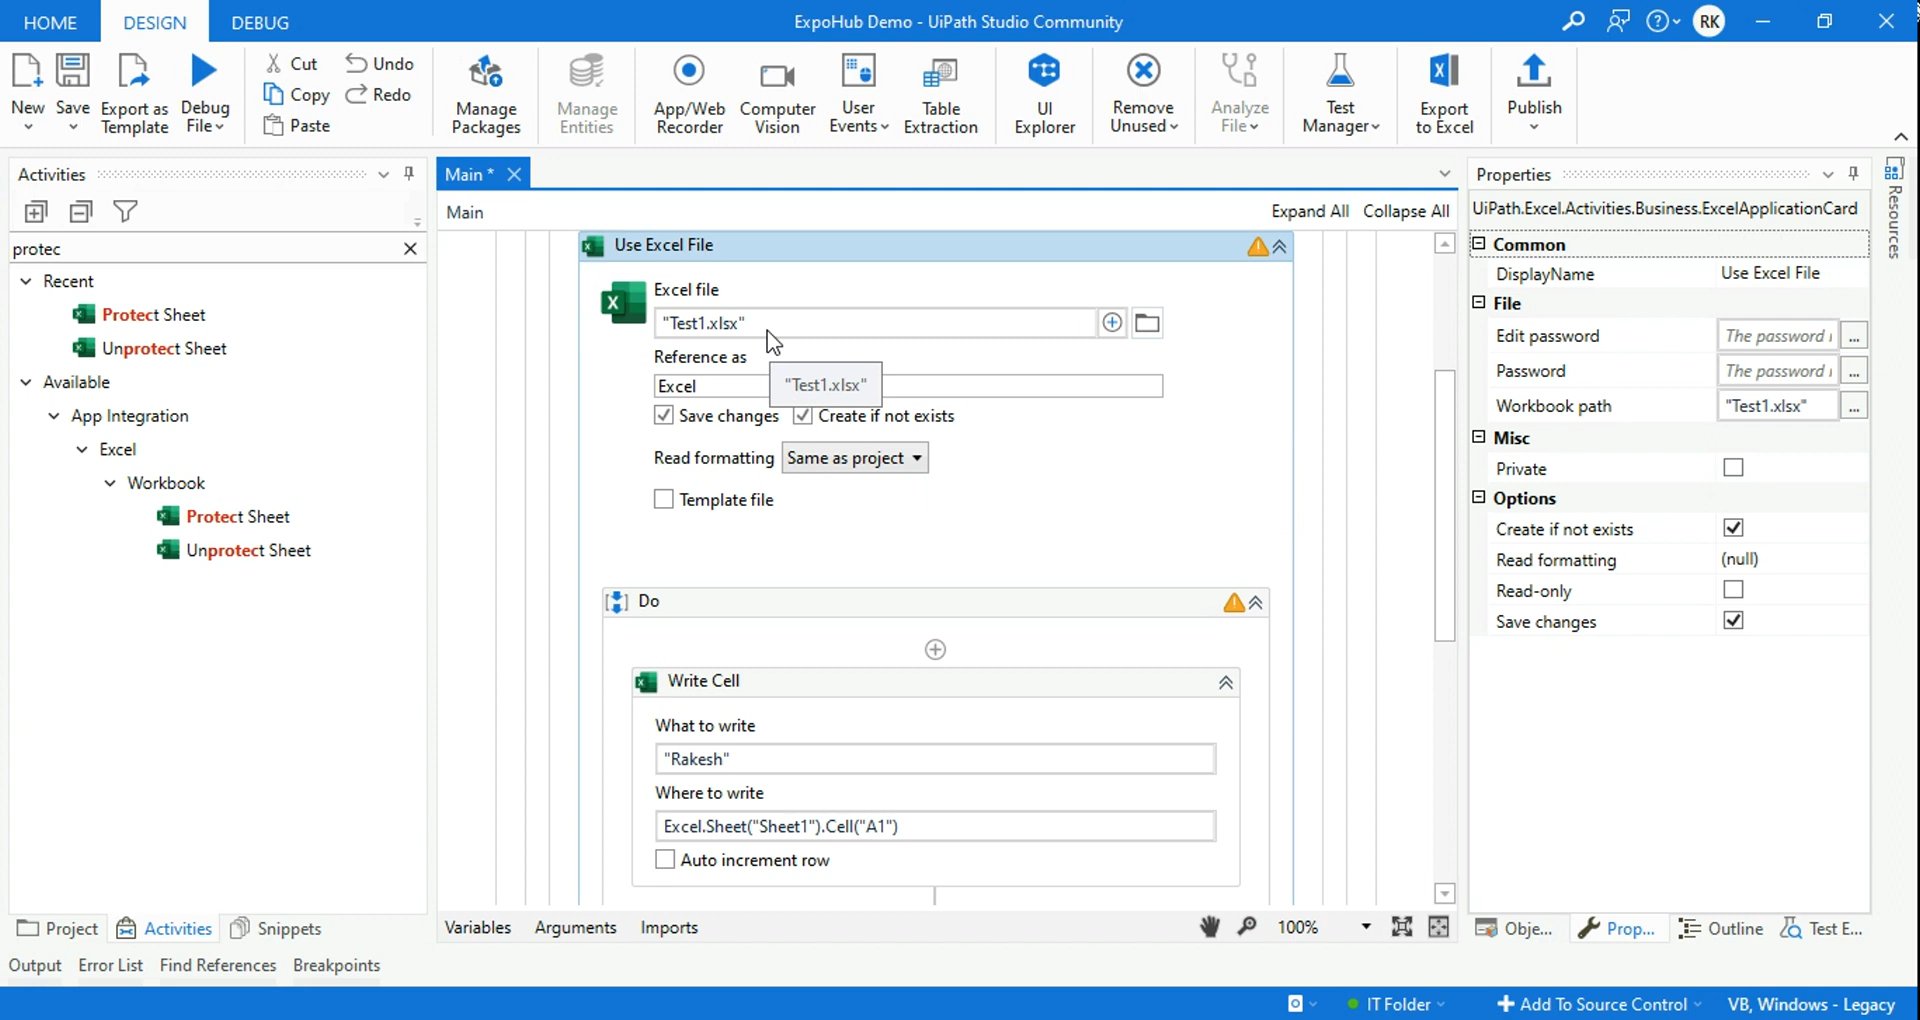 HOME DESIGN DEBUG ExpoHub Demo - UiPath Studio Community RK
New Save Export as Template Debug File Cut Copy Paste Undo Redo Manage Packages Manage Entities App/Web Recorder Computer Vision User Events Table Extraction UI Explorer Remove Unused Analyze File Test Manager Export to Excel Publish
Activities
protec
Recent
Protect Sheet
Unprotect Sheet
Available
App Integration
Excel
Workbook
Protect Sheet
Unprotect Sheet
Project Activities Snippets
Main *
Main Expand All Collapse All
Use Excel File
Excel file
"Test1.xlsx"
Reference as
Excel
"Test1.xlsx"
Save changes Create if not exists
Read formatting Same as project
Template file
Do
Write Cell
What to write
"Rakesh"
Where to write
Excel.Sheet("Sheet1").Cell("A1")
Auto increment row
Variables Arguments Imports 100%
Properties
UiPath.Excel.Activities.Business.ExcelApplicationCard
Common
DisplayName Use Excel File
File
Edit password The password ...
Password The password ...
Workbook path "Test1.xlsx" ...
Misc
Private
Options
Create if not exists
Read formatting (null)
Read-only
Save changes
Obje... Prop... Outline Test E...
Resources
Output Error List Find References Breakpoints
IT Folder Add To Source Control VB, Windows - Legacy